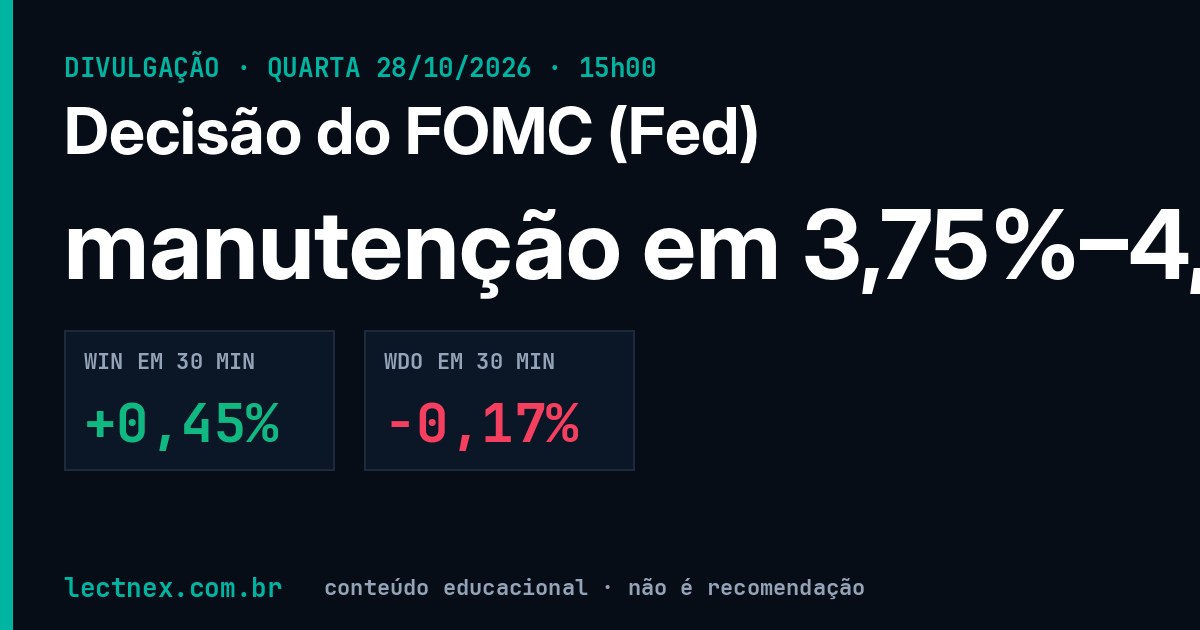 DIVULGAÇÃO · QUARTA 28/10/2026 · 15h00
Decisão do FOMC (Fed)
manutenção em 3,75%–4,
WIN EM 30 MIN
+0,45%
WDO EM 30 MIN
-0,17%
lectnex.com.br
conteúdo educacional · não é recomendação